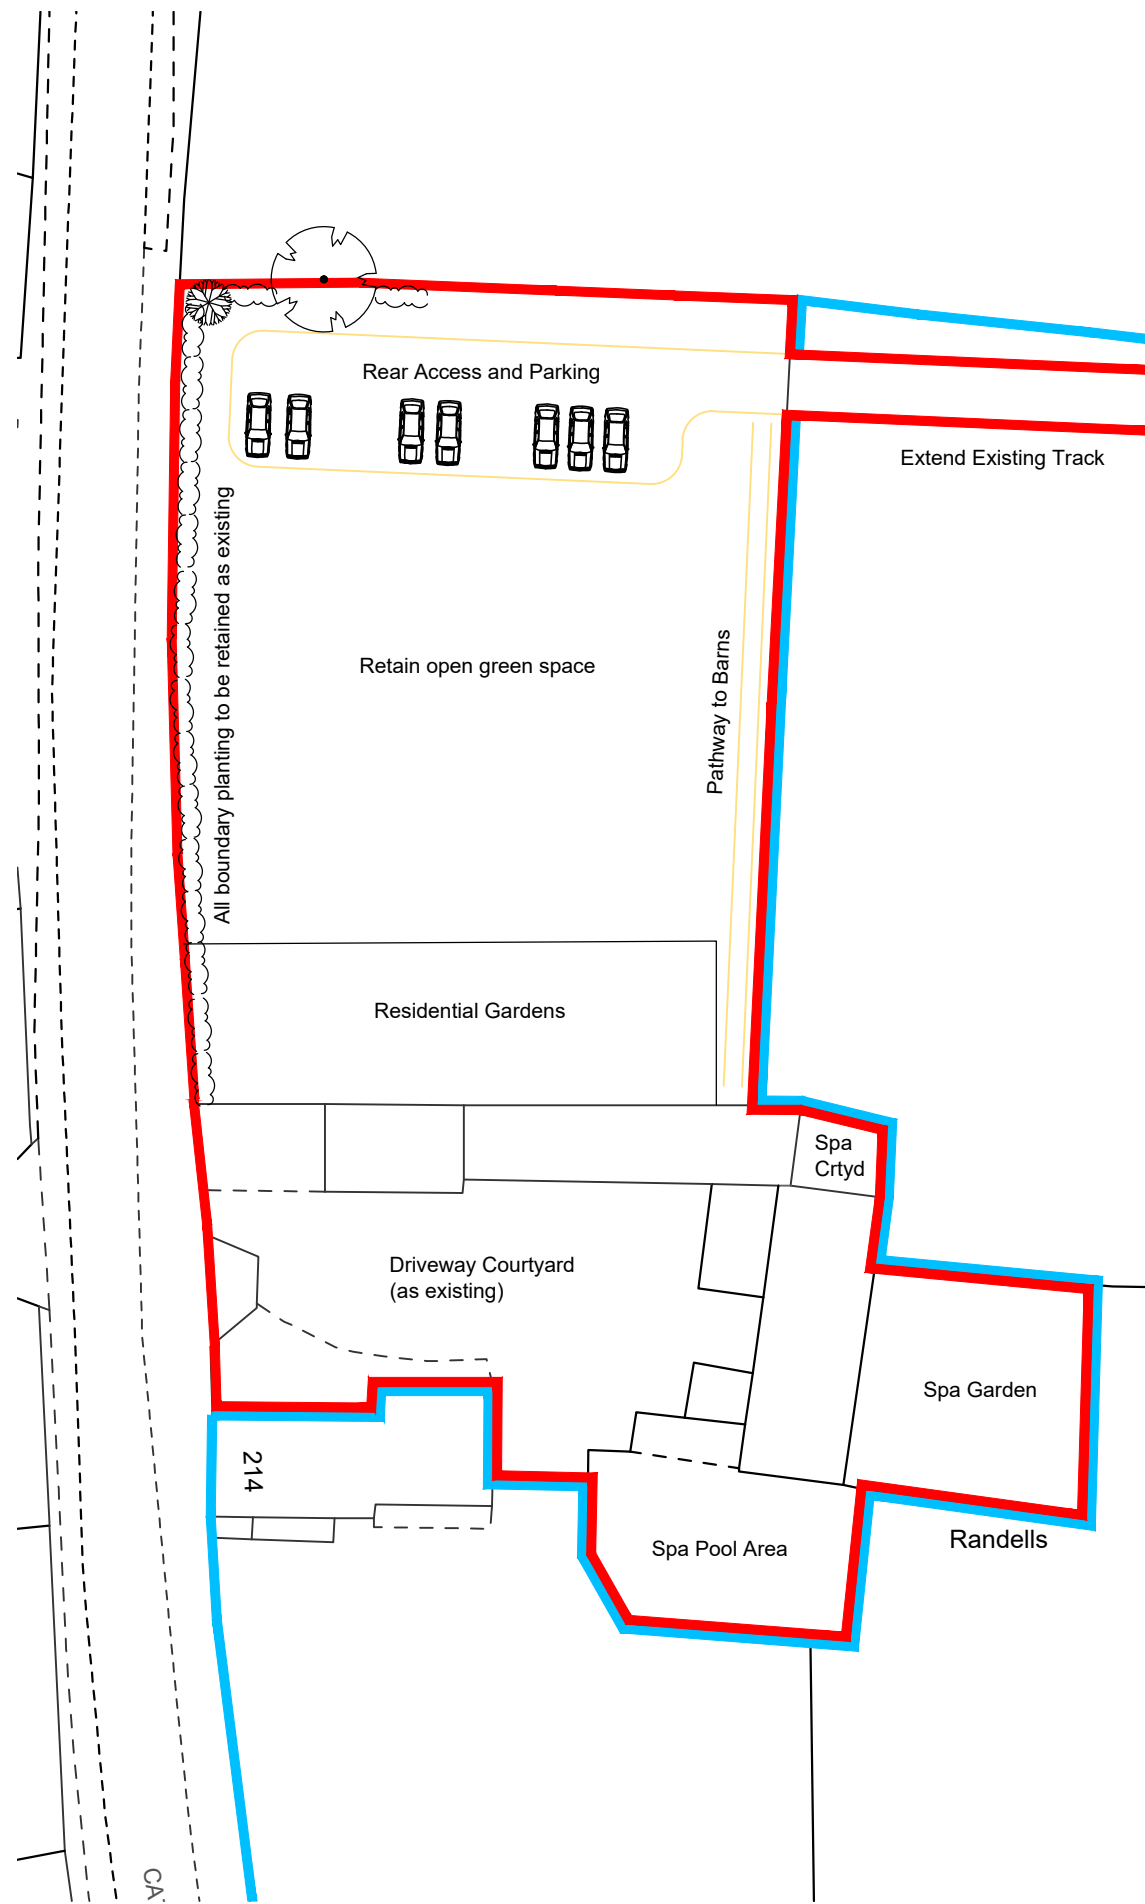 Rear Access and Parking
Extend Existing Track
All boundary planting to be retained as existing
Retain open green space
Pathway to Barns
Residential Gardens
Spa
Crtyd
Driveway Courtyard
(as existing)
Spa Garden
214
Spa Pool Area
Randells
CA